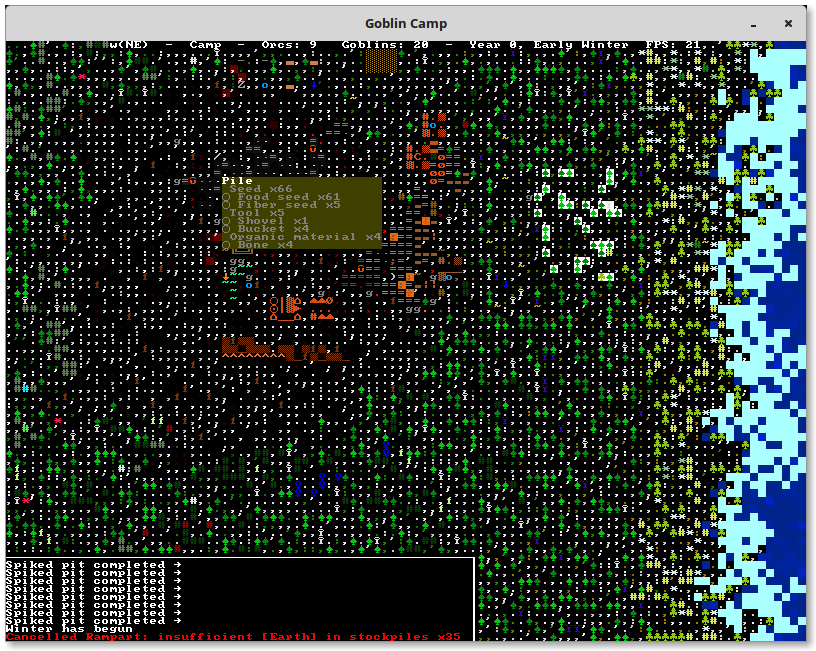 Goblin Camp
w(NE) - Camp - Orcs: 9 Goblins: 20 - Year 0, Early Winter FPS: 21
Pile
Seed x66
Food seed x61
Fiber seed x5
Tool x5
Shovel x1
Bucket x4
Organic material x4
Bone x4
Spiked pit completed →
Spiked pit completed →
Spiked pit completed →
Spiked pit completed →
Spiked pit completed →
Spiked pit completed →
Spiked pit completed →
Spiked pit completed →
Winter has begun
Cancelled Rampart: insufficient [Earth] in stockpiles x35